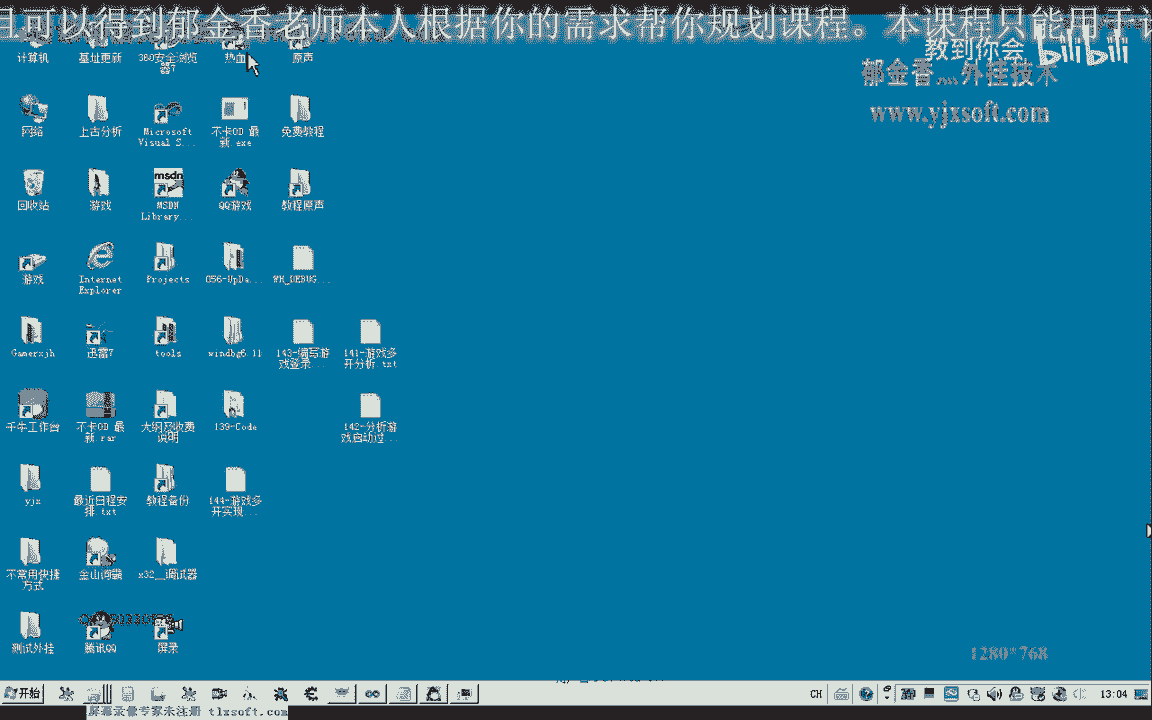 且可以得到郁金香老师本人根据你的需求帮你规划课程。本课程只能用于
教到你会
bilibili
郁金香灬外挂技术
www.yjxsoft.com
计算机
基址更新
360安全浏览
器7
热血
原声
网络
上古分析
Microsoft
Visual S...
不卡OD 最
新.exe
免费教程
回收站
游戏
msdn
MSDN
Library...
QQ游戏
教程原声
游戏
Internet
Explorer
Projects
056-UpDa...
WH_DEBUG...
Gamerxjh
迅雷7
tools
windbg6.11
143-编写游
戏登录...
141-游戏多
开分析.txt
千牛工作台
不卡OD 最
新.rar
大纲及收费
说明
139-Code
142-分析游
戏启动过...
yjx
最近日程安
排.txt
教程备份
144-游戏多
开实现...
不常用快捷
方式
金山词霸
x32__调试器
测试外挂
腾讯QQ
屏录
1280*768
开始
CH
13:04
屏幕录像专家未注册 tlxsoft.com